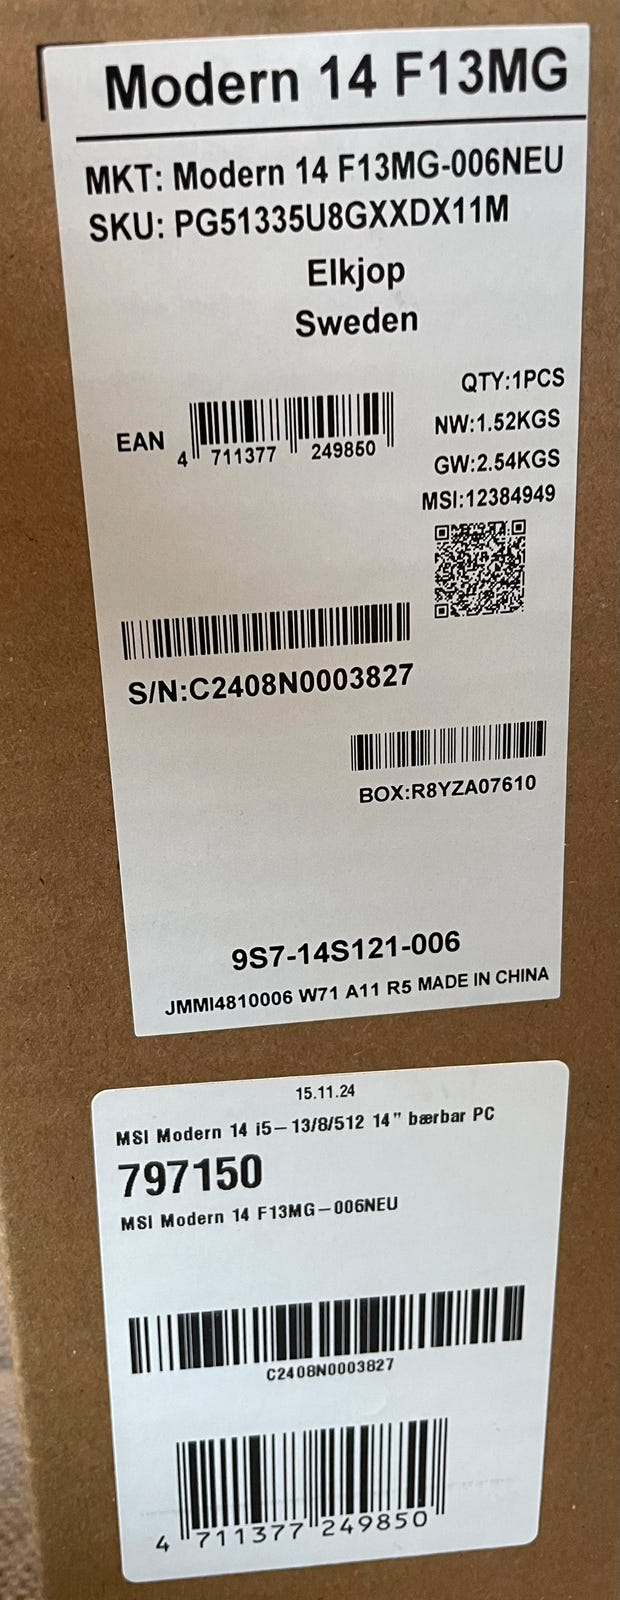 Modern 14 F13MG
MKT: Modern 14 F13MG-006NEU
SKU: PG51335U8GXXDX11M
Elkjop
Sweden
QTY:1PCS
NW:1.52KGS
GW:2.54KGS
MSI:12384949
EAN
4 711377 249850
S/N:C2408N0003827
BOX:R8YZA07610
9S7-14S121-006
JMMI4810006 W71 A11 R5 MADE IN CHINA
15.11.24
MSI Modern 14 i5-13/8/512 14" bærbar PC
797150
MSI Modern 14 F13MG-006NEU
C2408N0003827
4 711377 249850